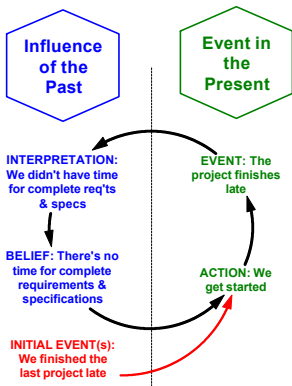 Influence
of the
Past
Event in
the
Present
INTERPRETATION:
We didn't have time
for complete req'ts
& specs
EVENT: The
project finishes
late
BELIEF: There's no
time for complete
requirements &
specifications
ACTION: We
get started
INITIAL EVENT(s):
We finished the
last project late